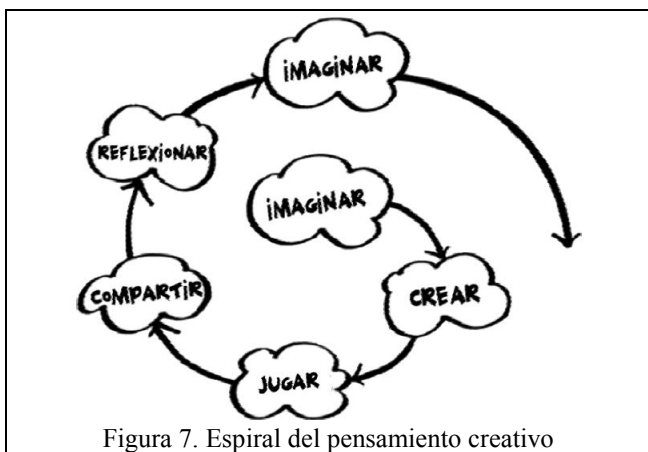 IMAGINAR
REFLEXIONAR
IMAGINAR
COMPARTIR
CREAR
JUGAR
Figura 7. Espiral del pensamiento creativo